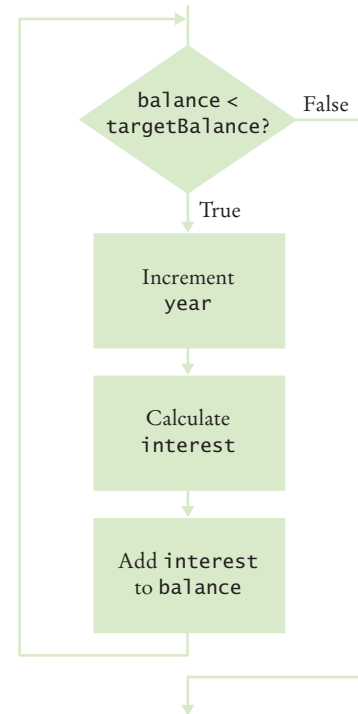 balance <
targetBalance?
False
True
Increment
year
Calculate
interest
Add interest
to balance